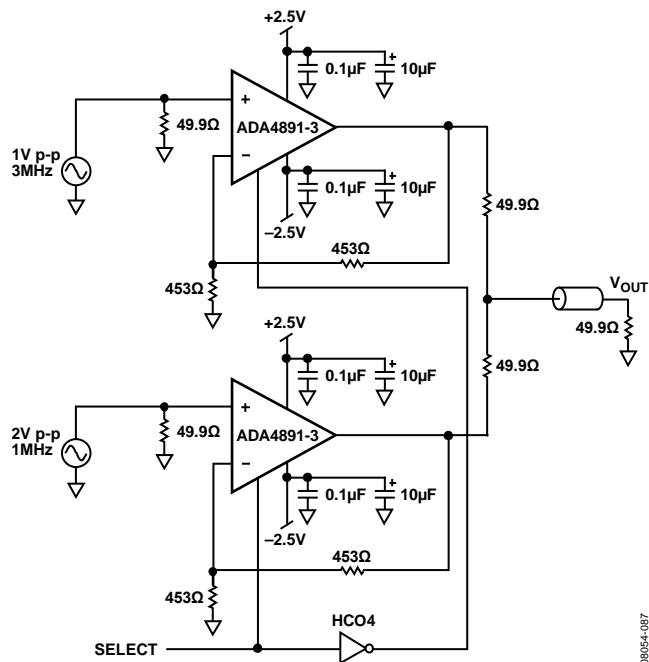 +2.5V
0.1µF
10µF
+
+
ADA4891-3
49.9Ω
1V p-p
3MHz
–
0.1µF
10µF
+
–2.5V
49.9Ω
453Ω
453Ω
VOUT
49.9Ω
+2.5V
0.1µF
10µF
+
49.9Ω
+
ADA4891-3
49.9Ω
2V p-p
1MHz
–
0.1µF
10µF
+
–2.5V
453Ω
453Ω
HCO4
SELECT
08054-087